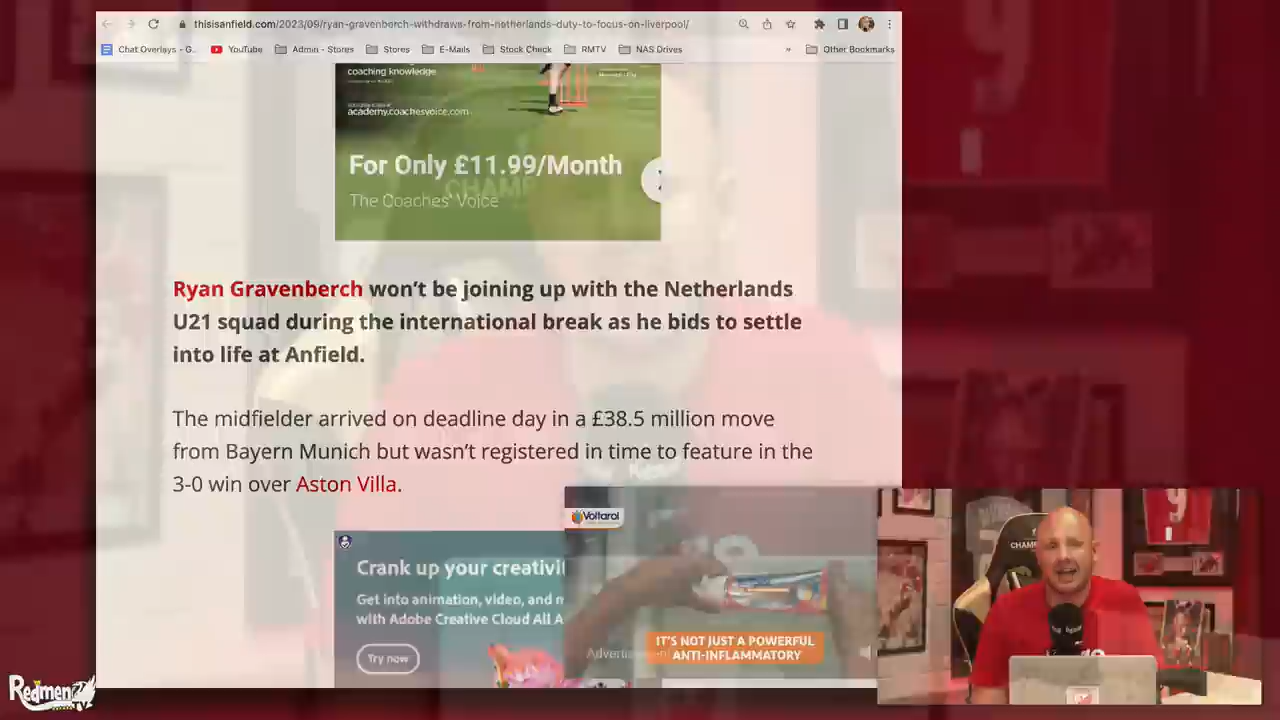 thisisanfield.com/2023/09/ryan-gravenberch-withdraws-from-netherlands-duty-to-focus-on-liverpool/
Chat Overlays - G... YouTube Admin - Stores Stores E-Mails Stock Check RMTV NAS Drives » Other Bookmarks
coaching knowledge
academy.coachesvoice.com
For Only £11.99/Month
The Coaches' Voice
CHAMP
Ryan Gravenberch won't be joining up with the Netherlands
U21 squad during the international break as he bids to settle
into life at Anfield.
The midfielder arrived on deadline day in a £38.5 million move
from Bayern Munich but wasn't registered in time to feature in the
3-0 win over Aston Villa.
Voltarol
Crank up your creativi
Get into animation, video, and m
with Adobe Creative Cloud All A
Try now
IT'S NOT JUST A POWERFUL
ANTI-INFLAMMATORY
CHAMP
9
Redmen TV